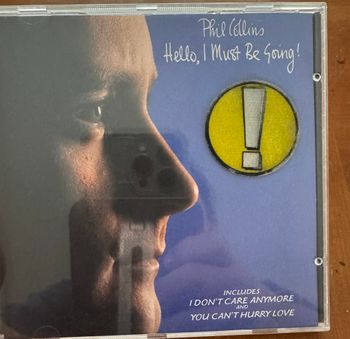 Phil Collins
Hello, I Must Be Going!
!
INCLUDES
I DON'T CARE ANYMORE
AND
YOU CAN'T HURRY LOVE